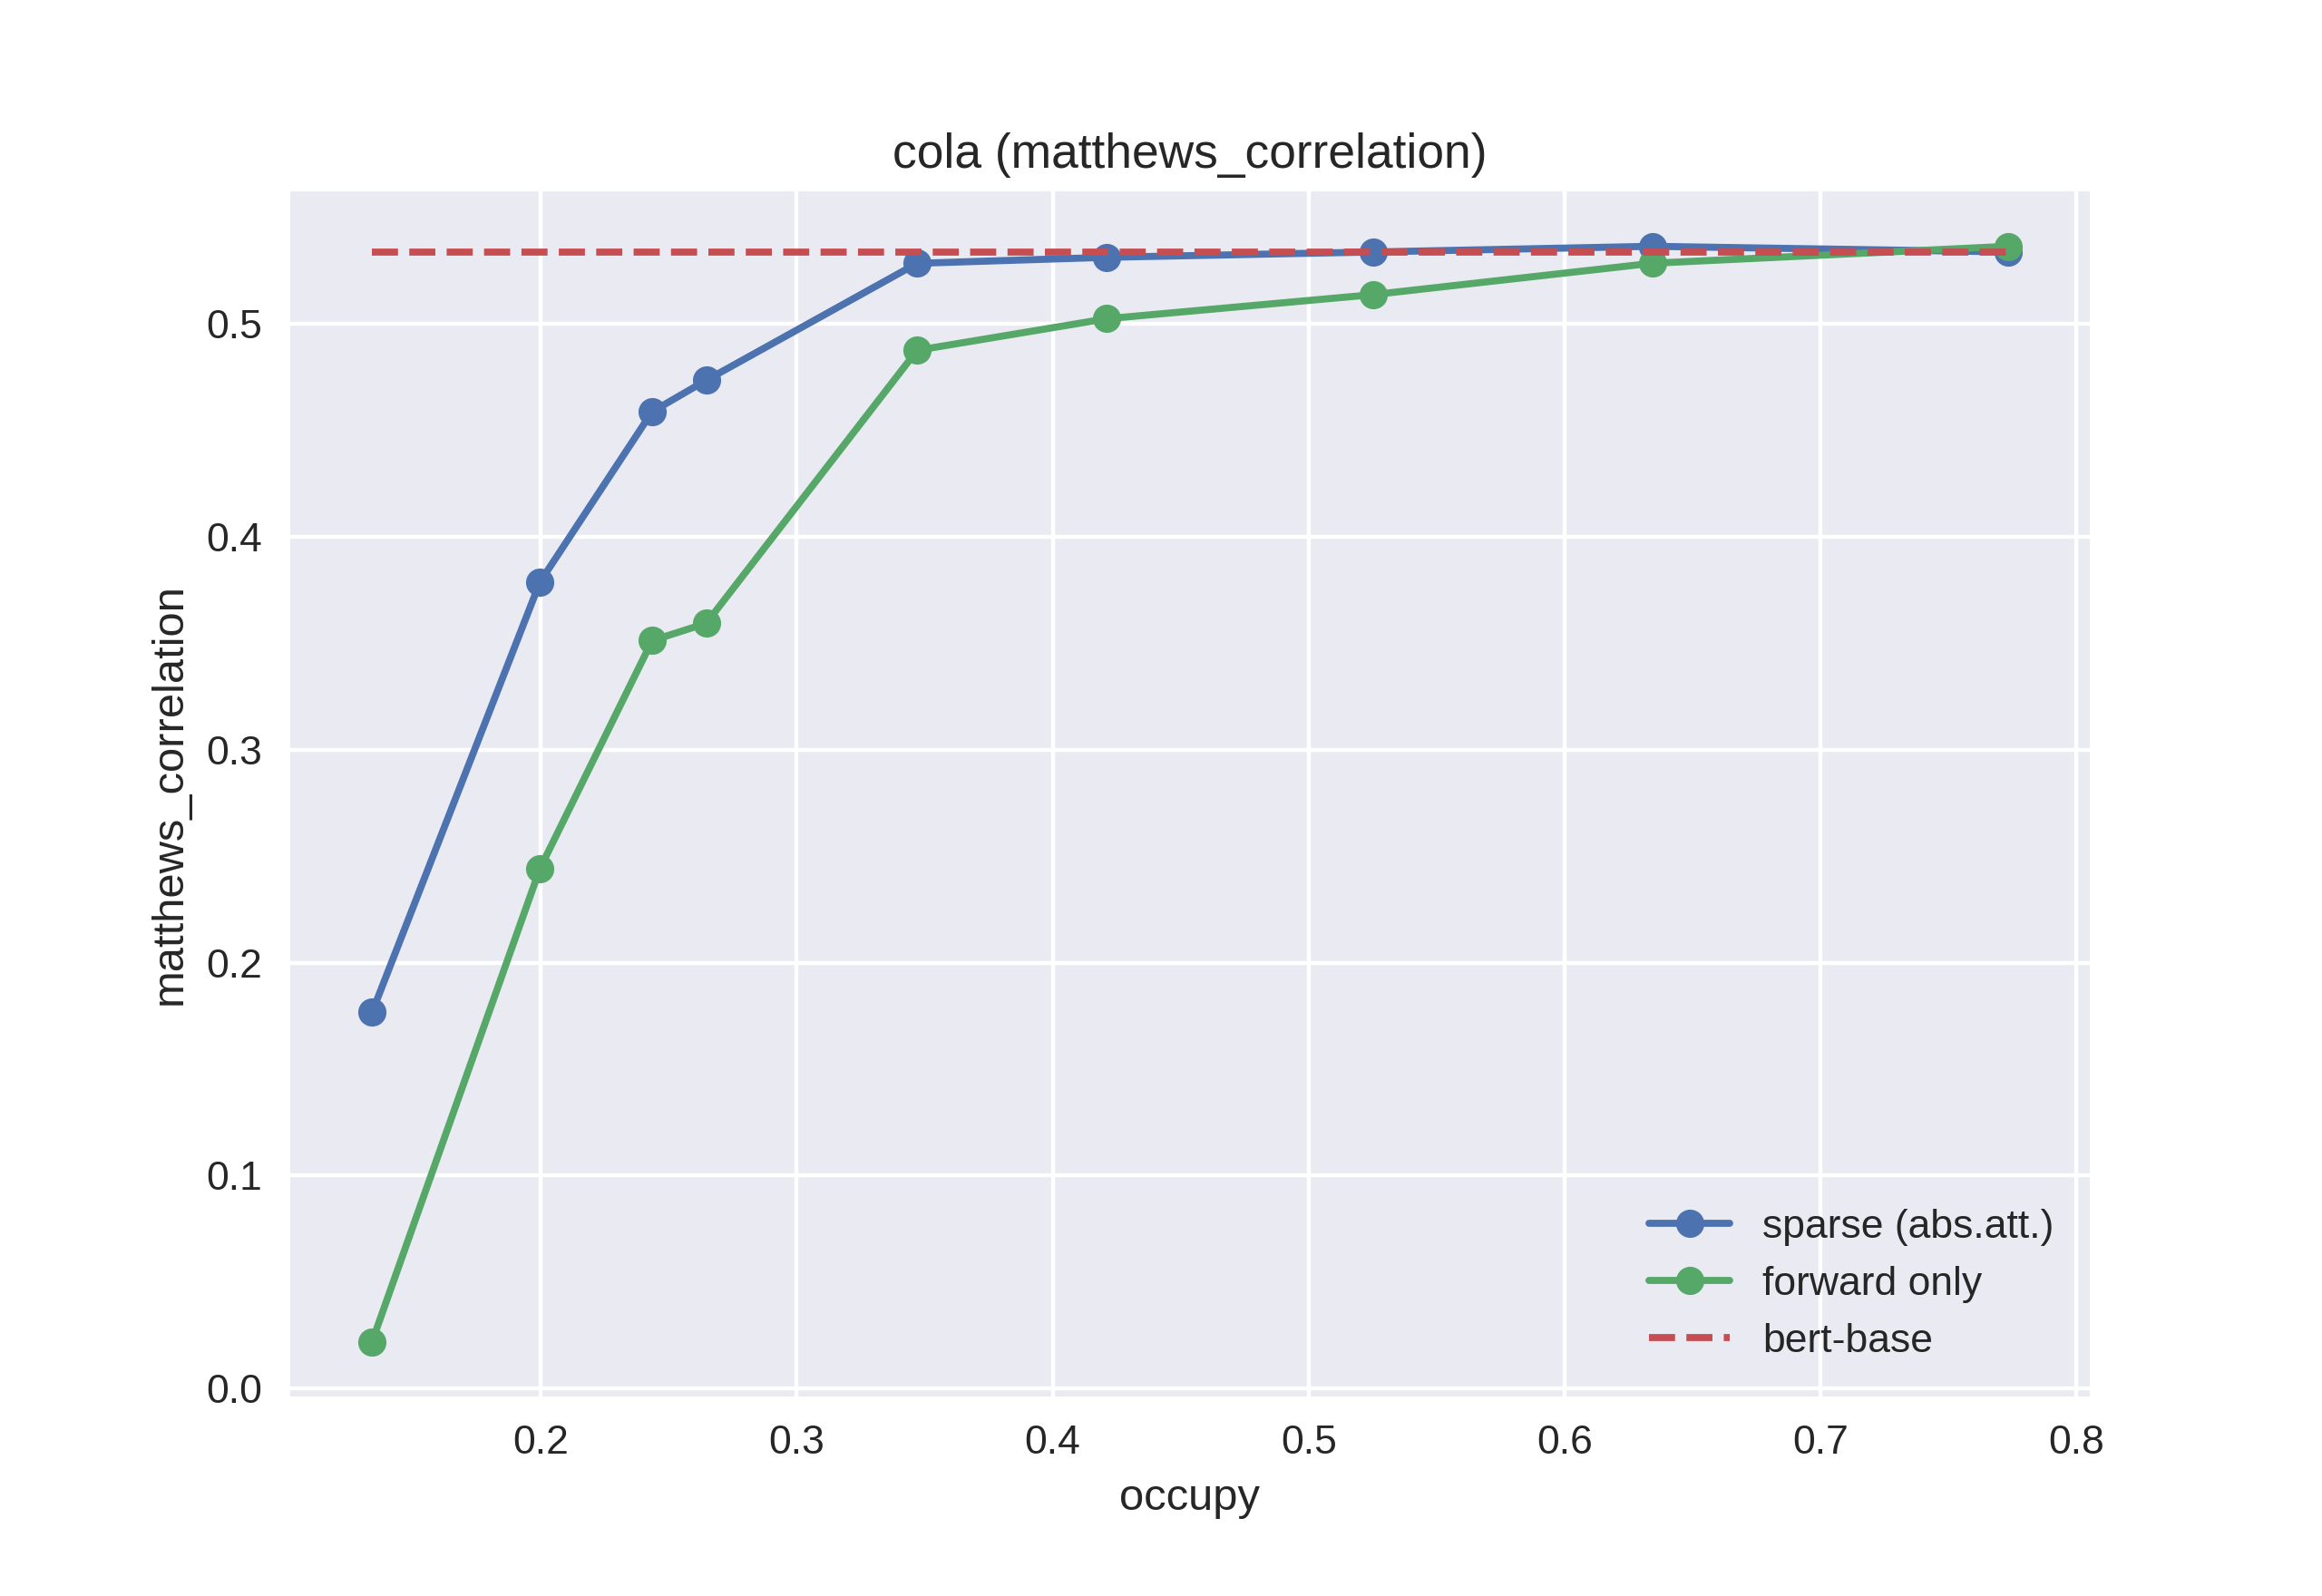 cola (matthews_correlation)
matthews_correlation
0.5
0.4
0.3
0.2
0.1
0.0
0.2 0.3 0.4 0.5 0.6 0.7 0.8
occupy
sparse (abs.att.)
forward only
bert-base